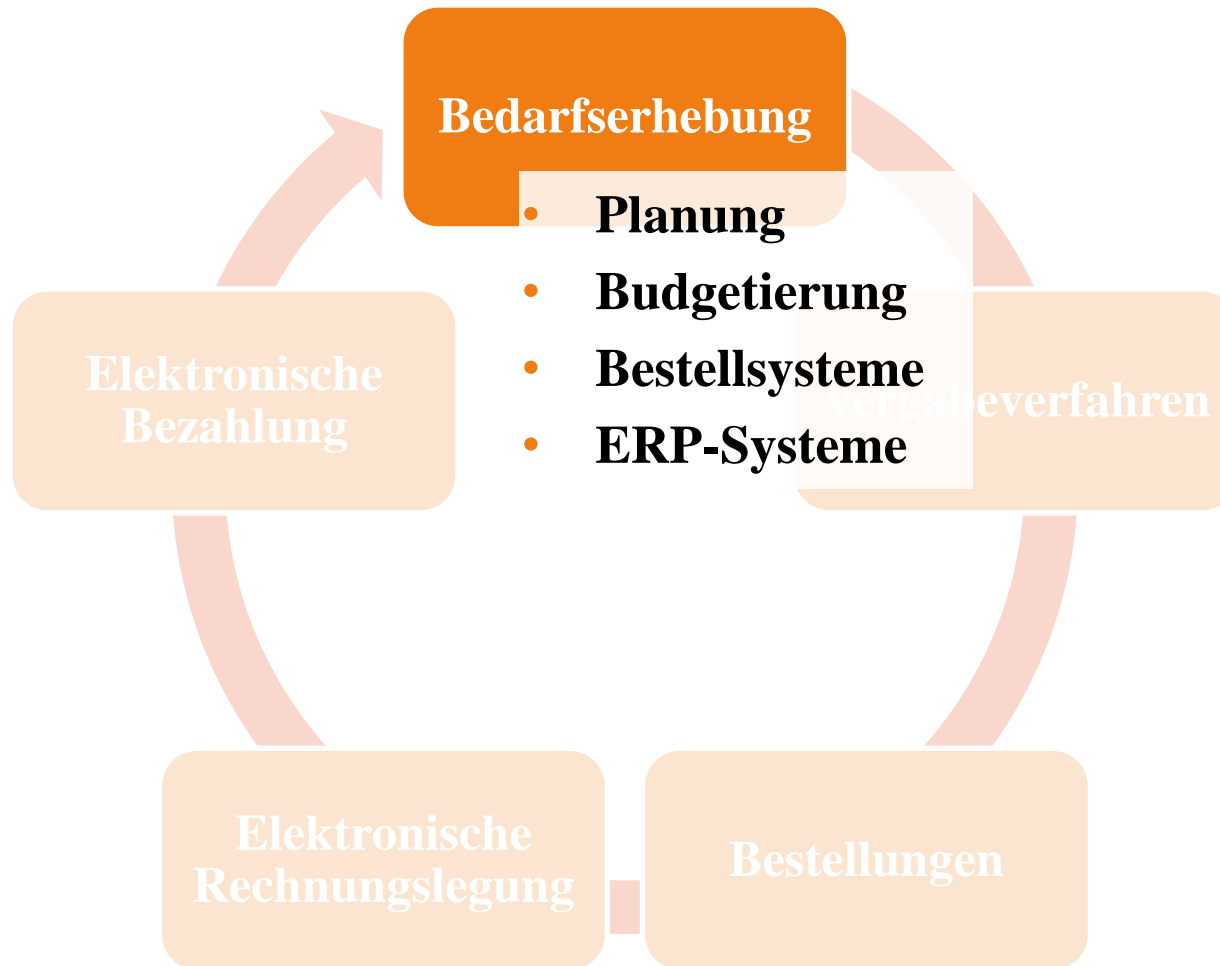 Bedarfserhebung
• Planung
• Budgetierung
• Bestellsysteme
• ERP-Systeme
Vergabeverfahren
Bestellungen
Elektronische
Rechnungslegung
Elektronische
Bezahlung